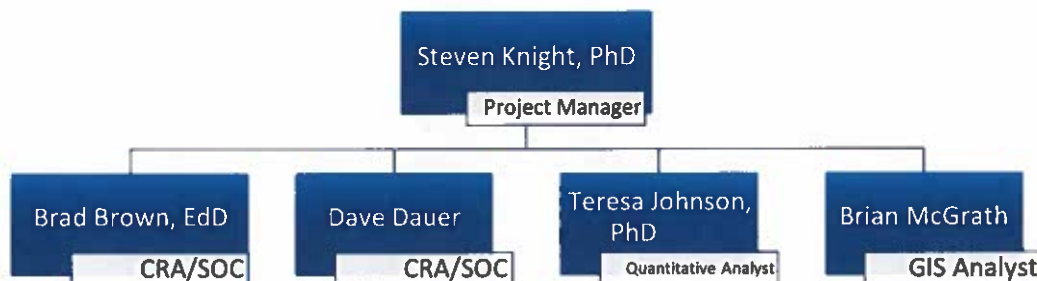 Steven Knight, PhD
Project Manager
Brad Brown, EdD
CRA/SOC
Dave Dauer
CRA/SOC
Teresa Johnson,
PhD
Quantitative Analyst
Brian McGrath
GIS Analyst